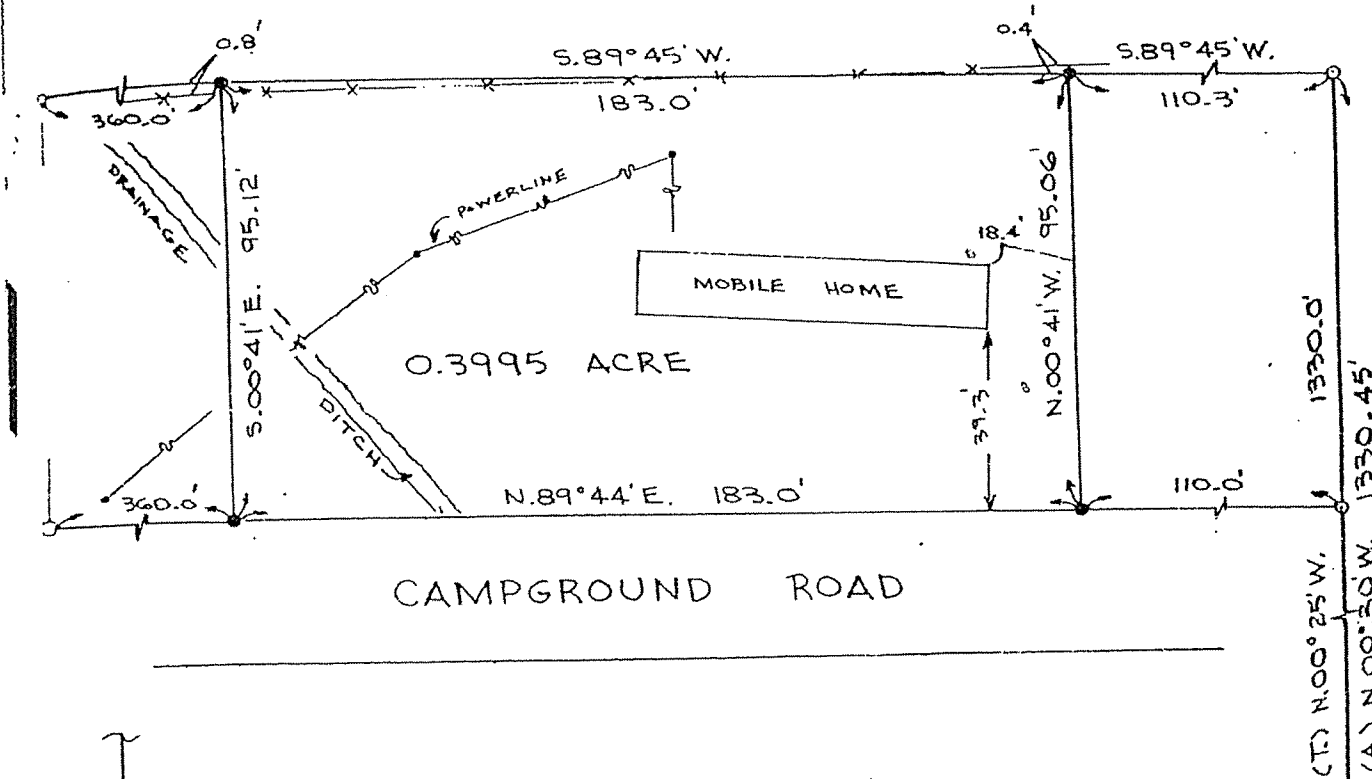 0.8'
S.89°45'W.
0.4'
S.89°45'W.
360.0'
183.0'
110.3'
DRAINAGE
POWERLINE
S.00°41'E. 95.12'
N.00°41'W. 95.06'
18.4'
MOBILE HOME
0.3995 ACRE
39.3'
DITCH
1330.0'
1330.45'
360.0'
N.89°44'E. 183.0'
110.0'
CAMPGROUND ROAD
(T.) N.00°25'W.
(A.) N.00°30'W.